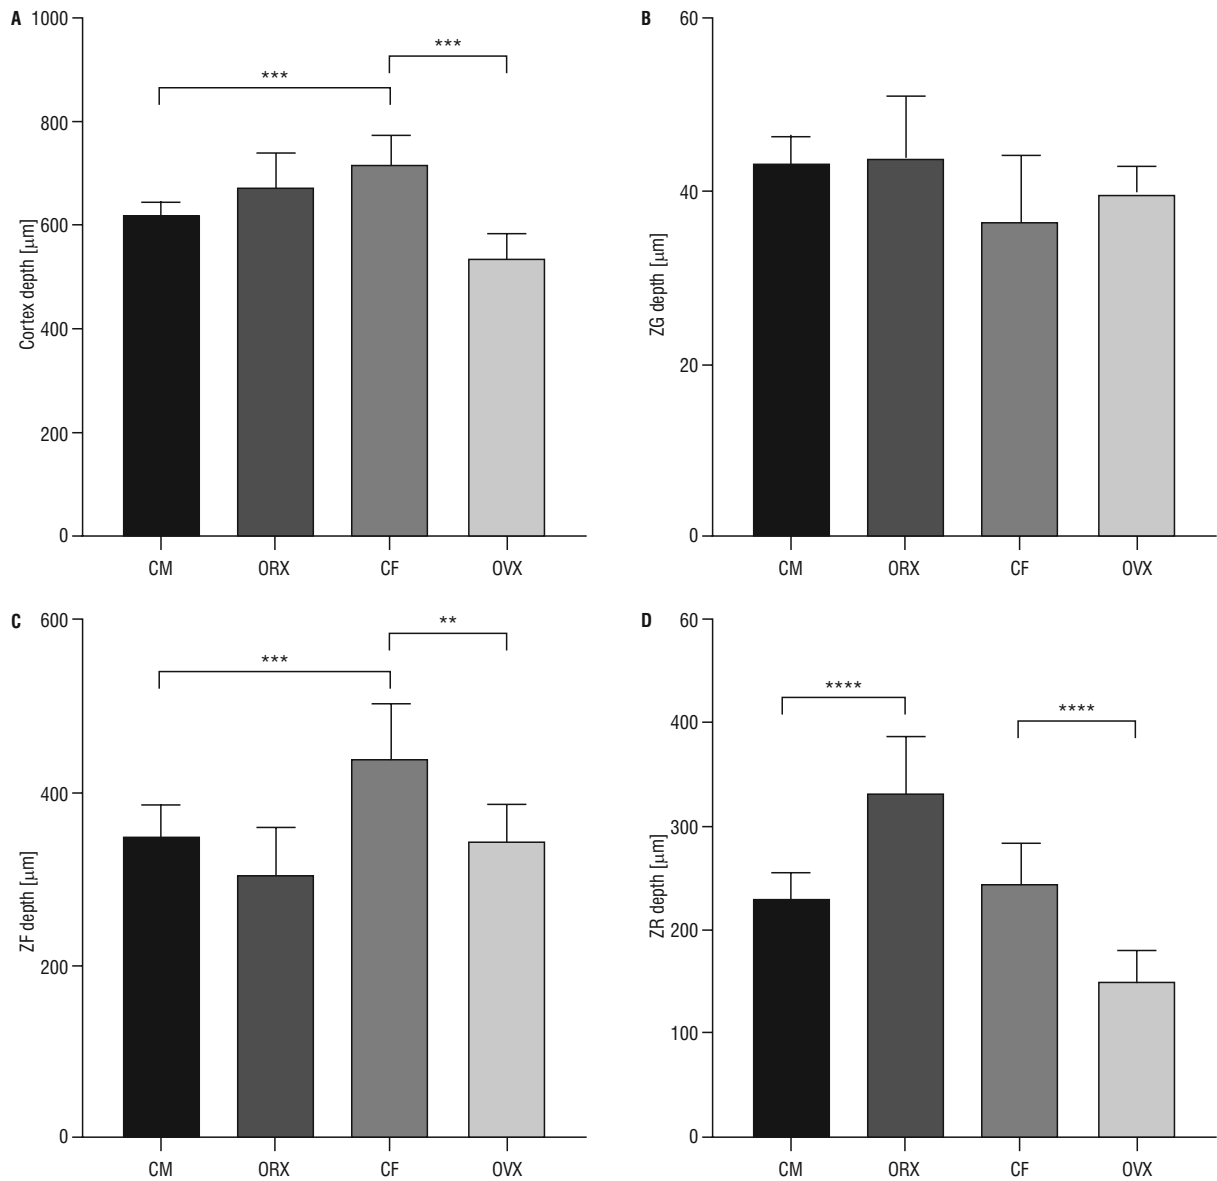 A
1000
800
600
400
200
0
Cortex depth [μm]
***
***
CM ORX CF OVX
B
60
40
20
0
ZG depth [μm]
CM ORX CF OVX
C
600
400
200
0
ZF depth [μm]
***
**
CM ORX CF OVX
D
60
400
300
200
100
0
ZR depth [μm]
****
****
CM ORX CF OVX